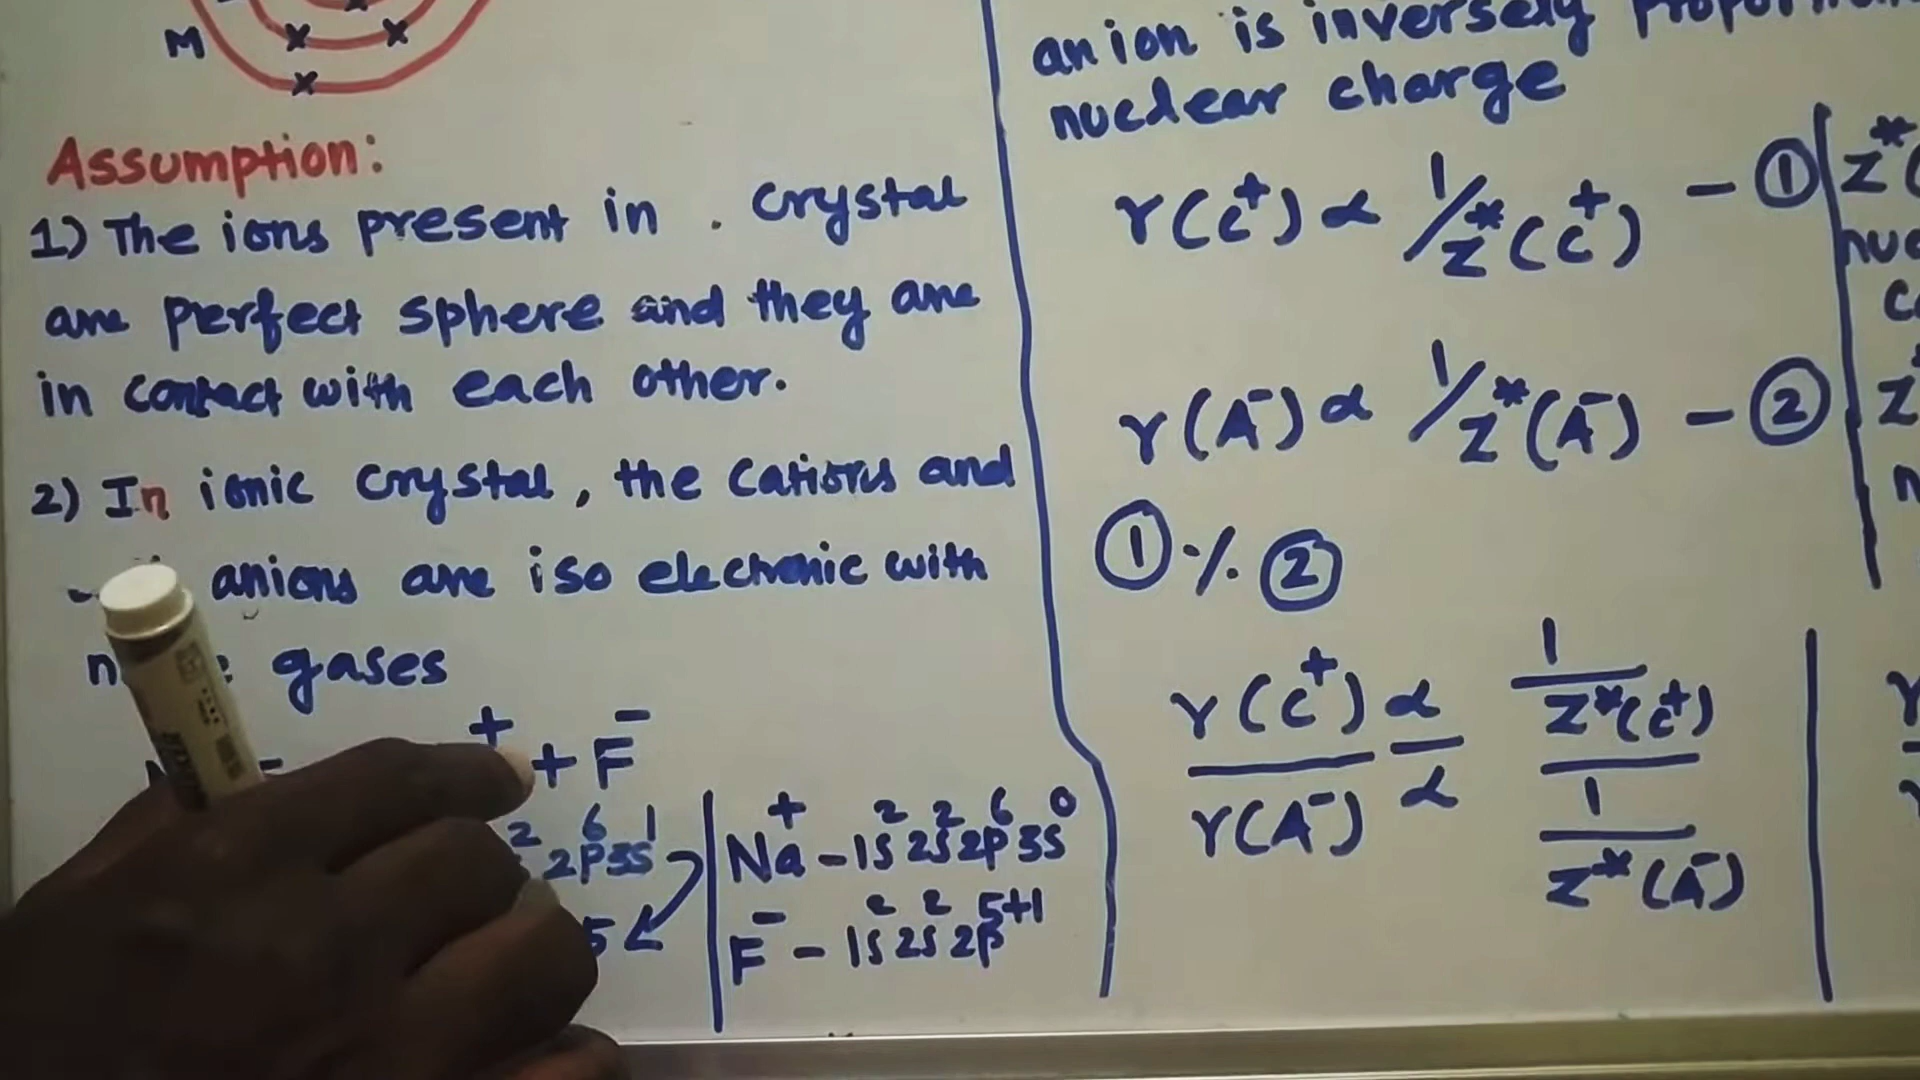 M
Assumption:
1) The ions present in . crystal
are perfect sphere and they are
in contact with each other.
2) In ionic crystal, the cations and
anions are iso electronic with
gases
+ F⁻
2p⁶3s¹
5
Na⁺ - 1s² 2s² 2p⁶ 3s⁰
F⁻ - 1s² 2s² 2p⁵⁺¹
anion is inversely
nuclear charge
r(C⁺) ∝ 1/Z*(C⁺) - ①
r(A⁻) ∝ 1/Z*(A⁻) - ②
① ·/. ②
r(C⁺)/r(A⁻) ∝/∝ 1/Z*(C⁺) / 1/Z*(A⁻)
Z*